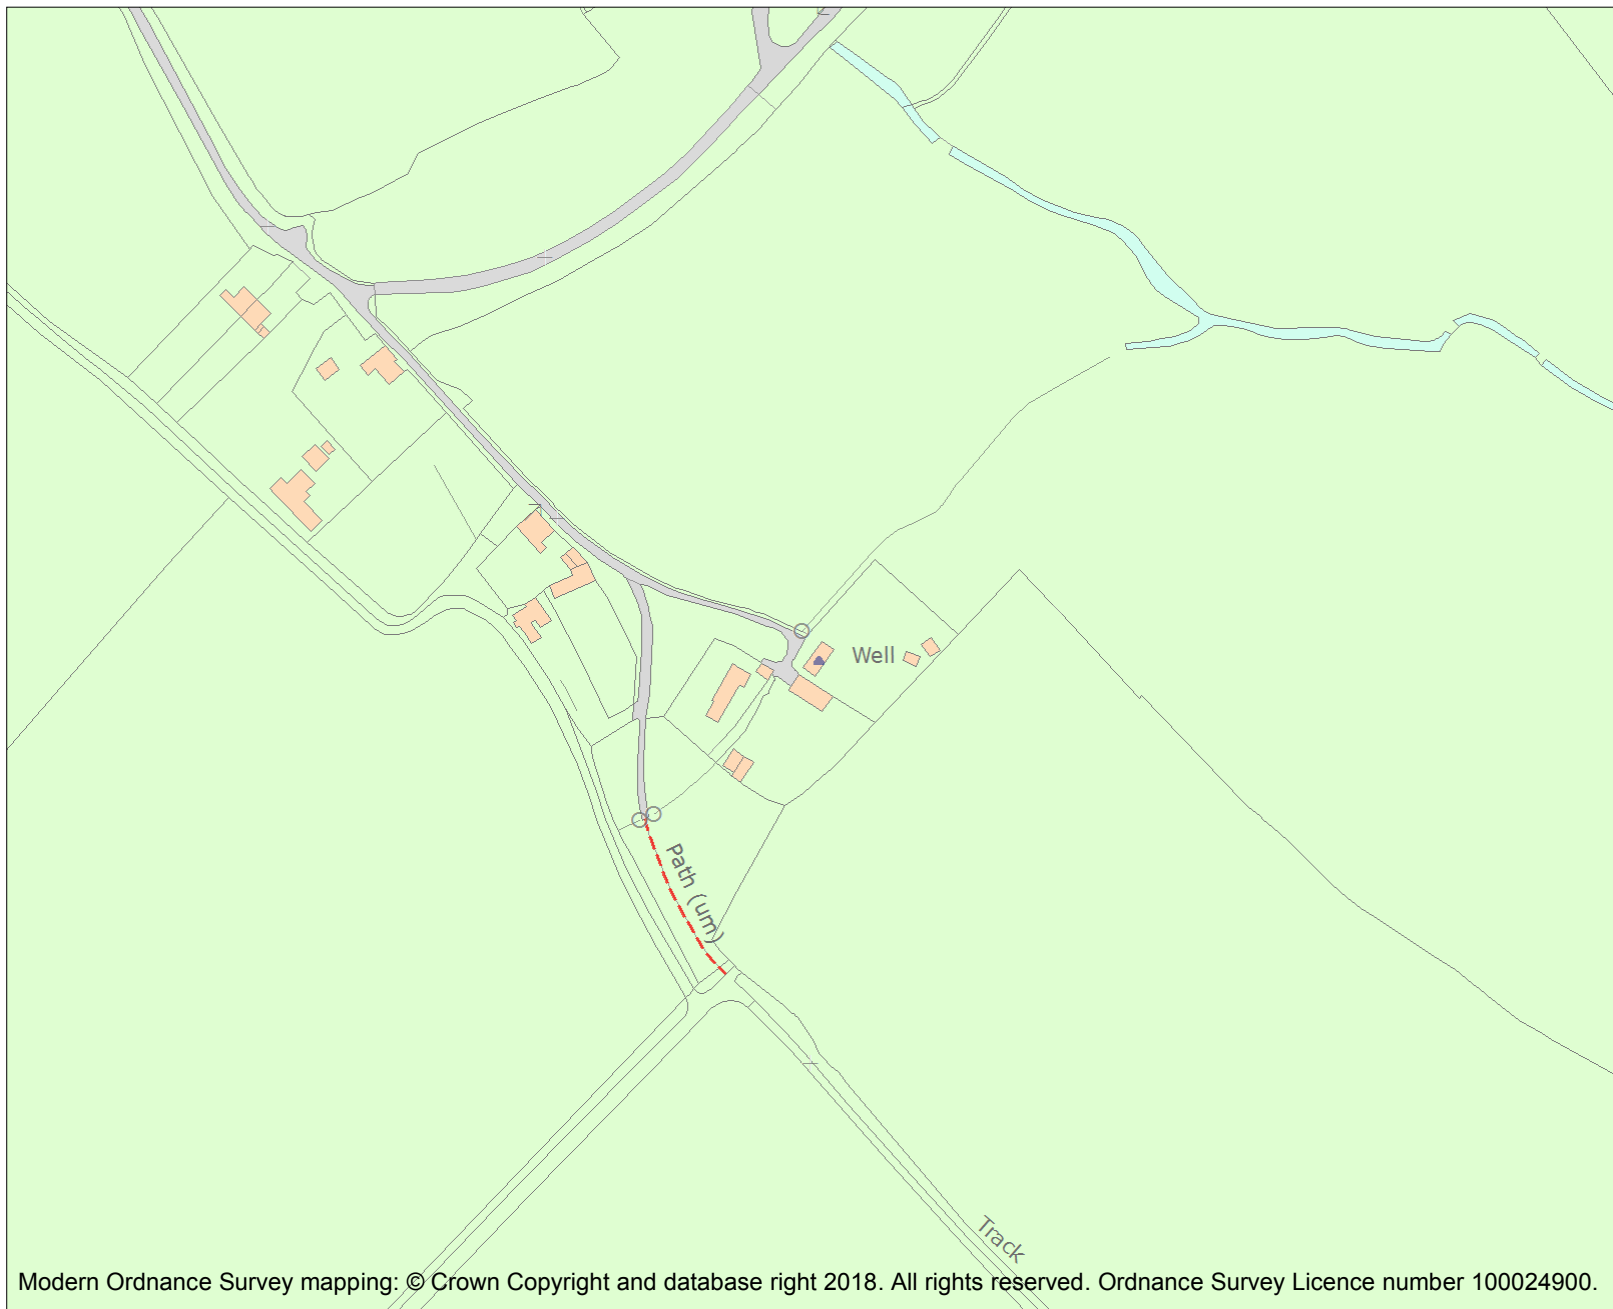 Well
Path (um)
Track
Modern Ordnance Survey mapping: © Crown Copyright and database right 2018. All rights reserved. Ordnance Survey Licence number 100024900.